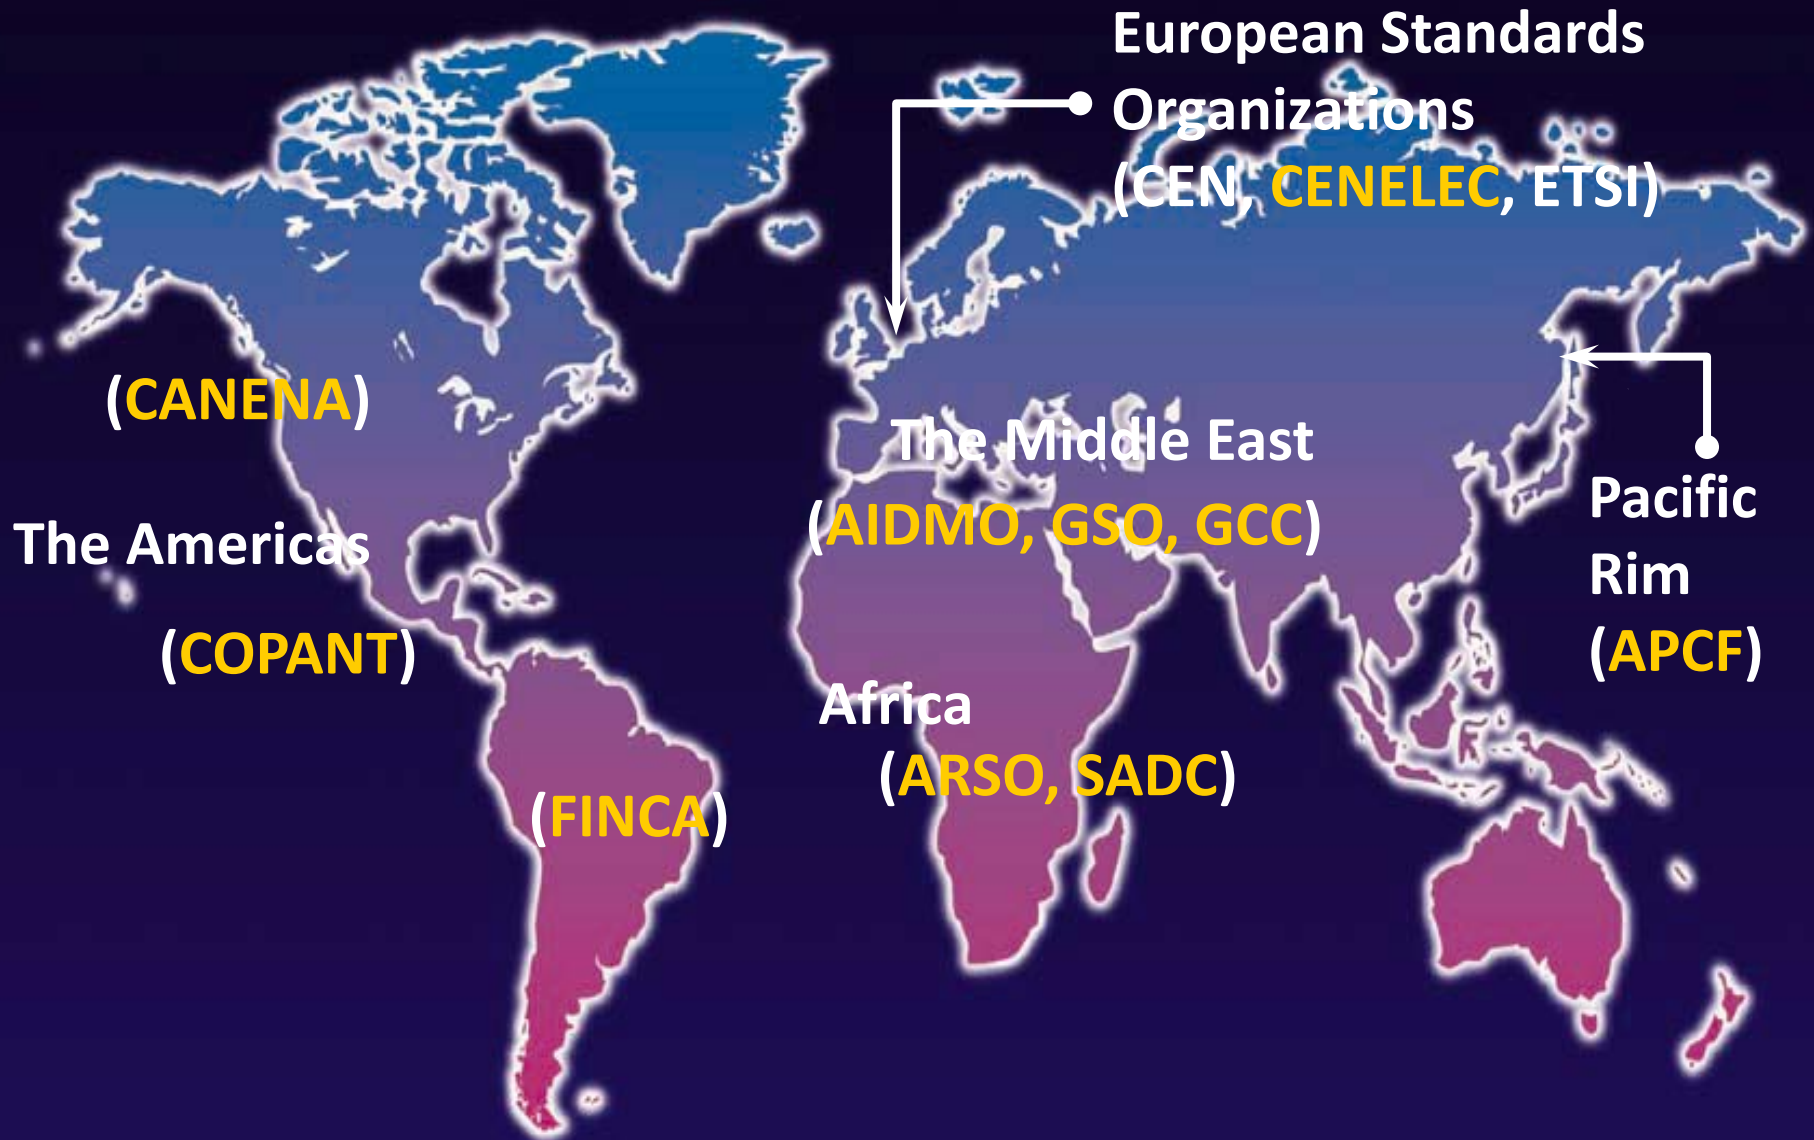 European Standards
Organizations
(CEN, CENELEC, ETSI)
(CANENA)
The Americas
(COPANT)
(FINCA)
The Middle East
(AIDMO, GSO, GCC)
Africa
(ARSO, SADC)
Pacific
Rim
(APCF)